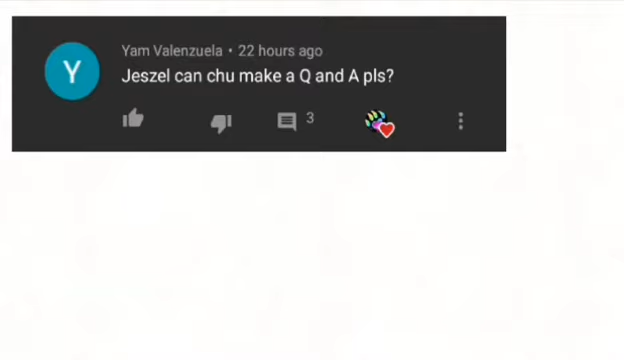 Yam Valenzuela • 22 hours ago
Y
Jeszel can chu make a Q and A pls?
3